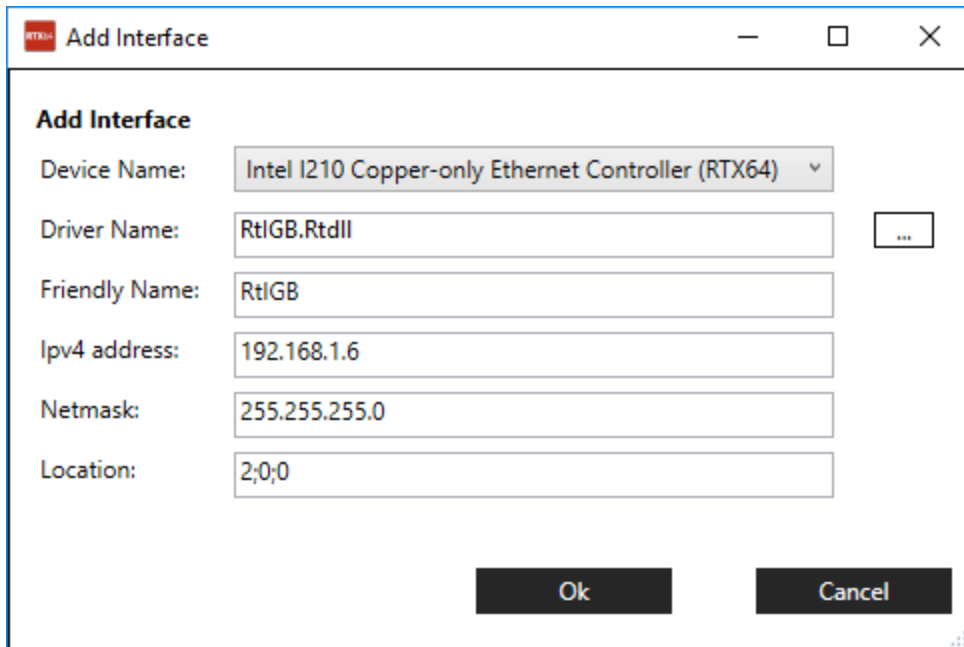 RTX64 Add Interface
Add Interface
Device Name: Intel I210 Copper-only Ethernet Controller (RTX64)
Driver Name: RtIGB.Rtdll ...
Friendly Name: RtIGB
Ipv4 address: 192.168.1.6
Netmask: 255.255.255.0
Location: 2;0;0
Ok Cancel